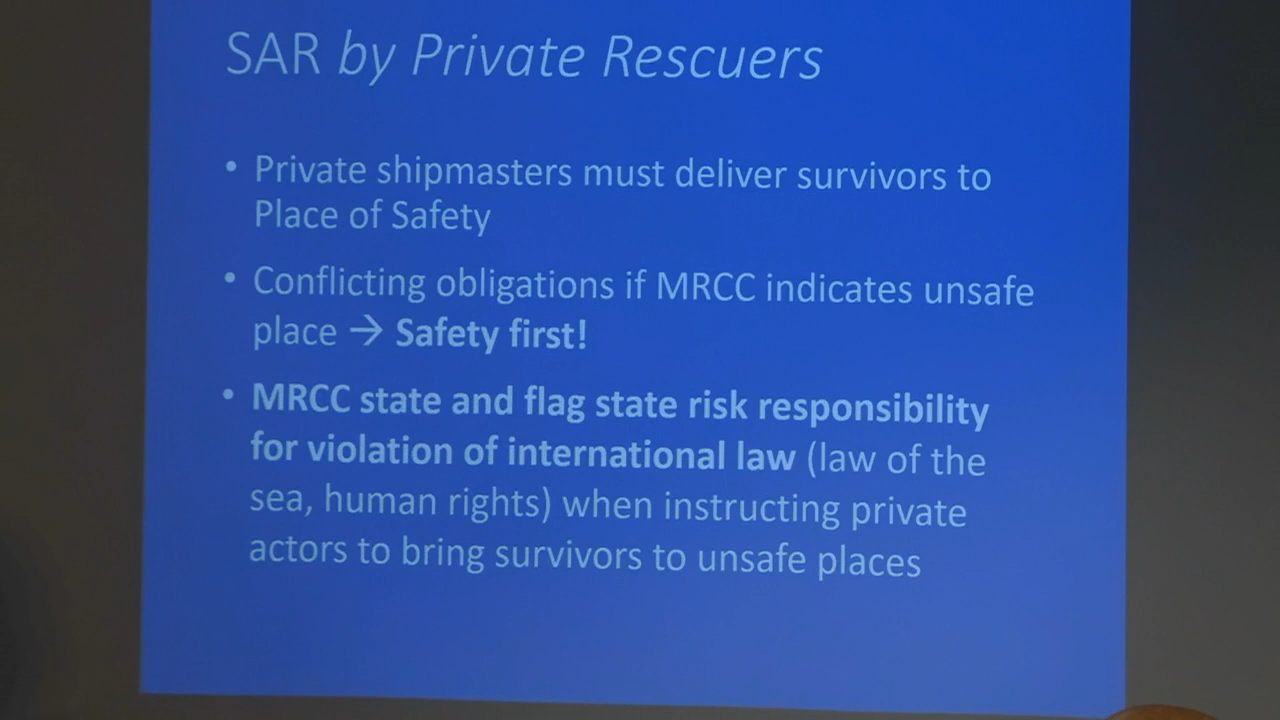 SAR by Private Rescuers
• Private shipmasters must deliver survivors to
Place of Safety
• Conflicting obligations if MRCC indicates unsafe
place → Safety first!
• MRCC state and flag state risk responsibility
for violation of international law (law of the
sea, human rights) when instructing private
actors to bring survivors to unsafe places